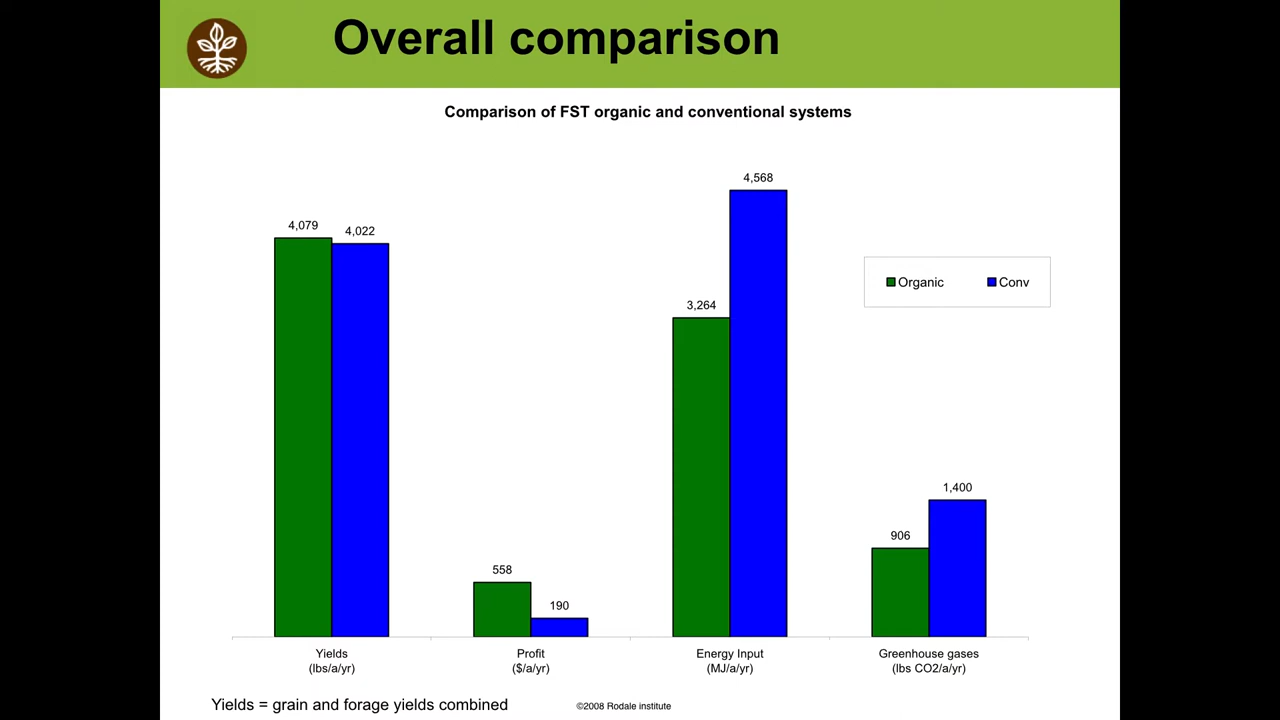 Overall comparison
Comparison of FST organic and conventional systems
4,568
4,079
4,022
Organic
Conv
3,264
1,400
906
558
190
Yields
(lbs/a/yr)
Profit
($/a/yr)
Energy Input
(MJ/a/yr)
Greenhouse gases
(lbs CO2/a/yr)
Yields = grain and forage yields combined
©2008 Rodale institute